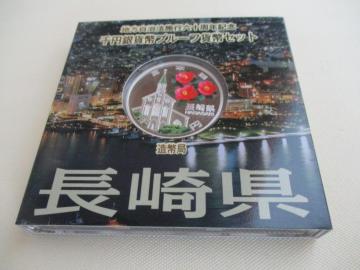 地方自治法施行六十周年記念
千円銀貨幣プルーフ貨幣セット
長崎県
NAGASAKI
造幣局
長崎県